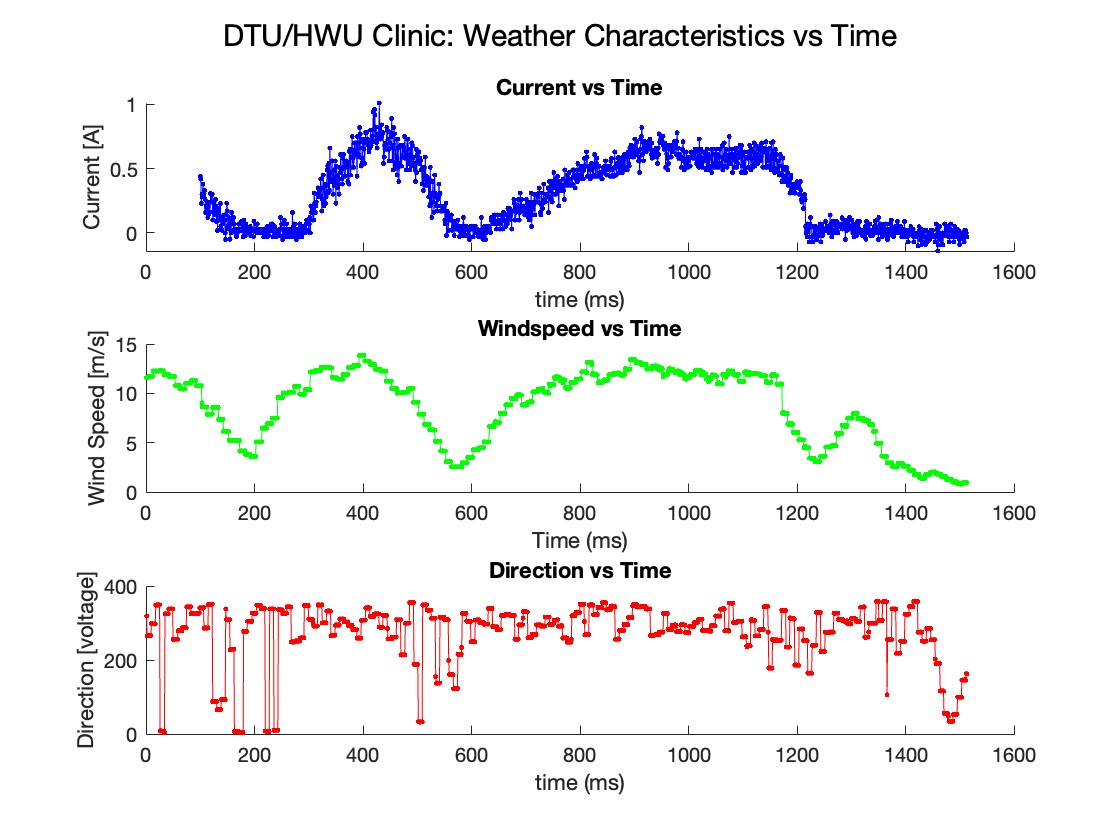 DTU/HWU Clinic: Weather Characteristics vs Time
Current vs Time
Current [A]
1
0.5
0
0 200 400 600 800 1000 1200 1400 1600
time (ms)
Windspeed vs Time
Wind Speed [m/s]
15
10
5
0
0 200 400 600 800 1000 1200 1400 1600
Time (ms)
Direction vs Time
Direction [voltage]
400
200
0
0 200 400 600 800 1000 1200 1400 1600
time (ms)